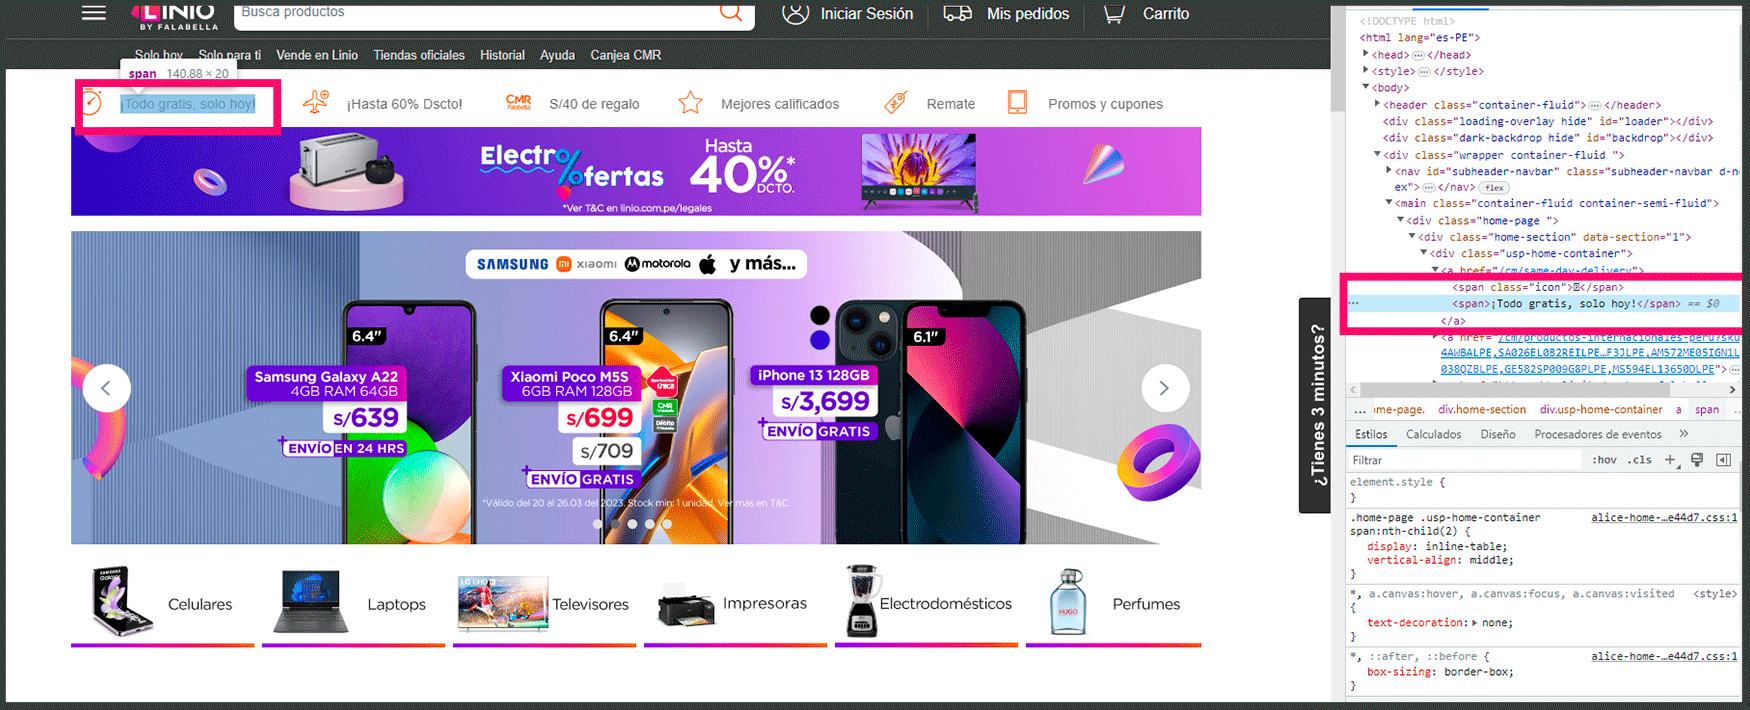 LINIO
BY FALABELLA
Busca productos
Iniciar Sesión
Mis pedidos
Carrito
Solo hoy
Solo para ti
Vende en Linio
Tiendas oficiales
Historial
Ayuda
Canjea CMR
span 140.88 × 20
¡Todo gratis, solo hoy!
¡Hasta 60% Dscto!
CMR
Falabella
S/40 de regalo
Mejores calificados
Remate
Promos y cupones
Electr%
ofertas
*Ver T&C en linio.com.pe/legales
Hasta
40%*
DCTO.
SAMSUNG xiaomi motorola y más...
6.4"
Samsung Galaxy A22
4GB RAM 64GB
S/639
+ENVÍO EN 24 HRS
6.4"
Xiaomi Poco M5S
6GB RAM 128GB
S/699
S/709
+ENVÍO GRATIS
Oportunidad
única
CMR
Débito
6.1"
iPhone 13 128GB
S/3,699
+ENVÍO GRATIS
*Válido del 20 al 26.03 del 2023. Stock min: 1 unidad. Ver más en T&C
¿Tienes 3 minutos?
Celulares
Laptops
Televisores
Impresoras
Electrodomésticos
HUGO
Perfumes
<!DOCTYPE html>
<html lang="es-PE">
<head> … </head>
<style> … </style>
<body>
<header class="container-fluid"> … </header>
<div class="loading-overlay hide" id="loader"></div>
<div class="dark-backdrop hide" id="backdrop"></div>
<div class="wrapper container-fluid ">
<nav id="subheader-navbar" class="subheader-navbar d-no
ex"> … </nav> flex
<main class="container-fluid container-semi-fluid">
<div class="home-page ">
<div class="home-section" data-section="1">
<div class="usp-home-container">
<a href="/cm/same-day-delivery">
<span class="icon"></span>
… <span>¡Todo gratis, solo hoy!</span> == $0
</a>
<a href="/cm/productos-internacionales-peru?sku
4AWBALPE,SA026EL0B2REILPE…F3JLPE,AM572ME05IGN1L
038QZBLPE,GE582SP009G8PLPE,MS594EL13650DLPE"> …
… ome-page. div.home-section div.usp-home-container a span …
Estilos Calculados Diseño Procesadores de eventos »
Filtrar :hov .cls +
element.style {
}
.home-page .usp-home-container alice-home-…e44d7.css:1
span:nth-child(2) {
display: inline-table;
vertical-align: middle;
}
*, a.canvas:hover, a.canvas:focus, a.canvas:visited <style>
{
text-decoration: none;
}
*, ::after, ::before { alice-home-…e44d7.css:1
box-sizing: border-box;
}